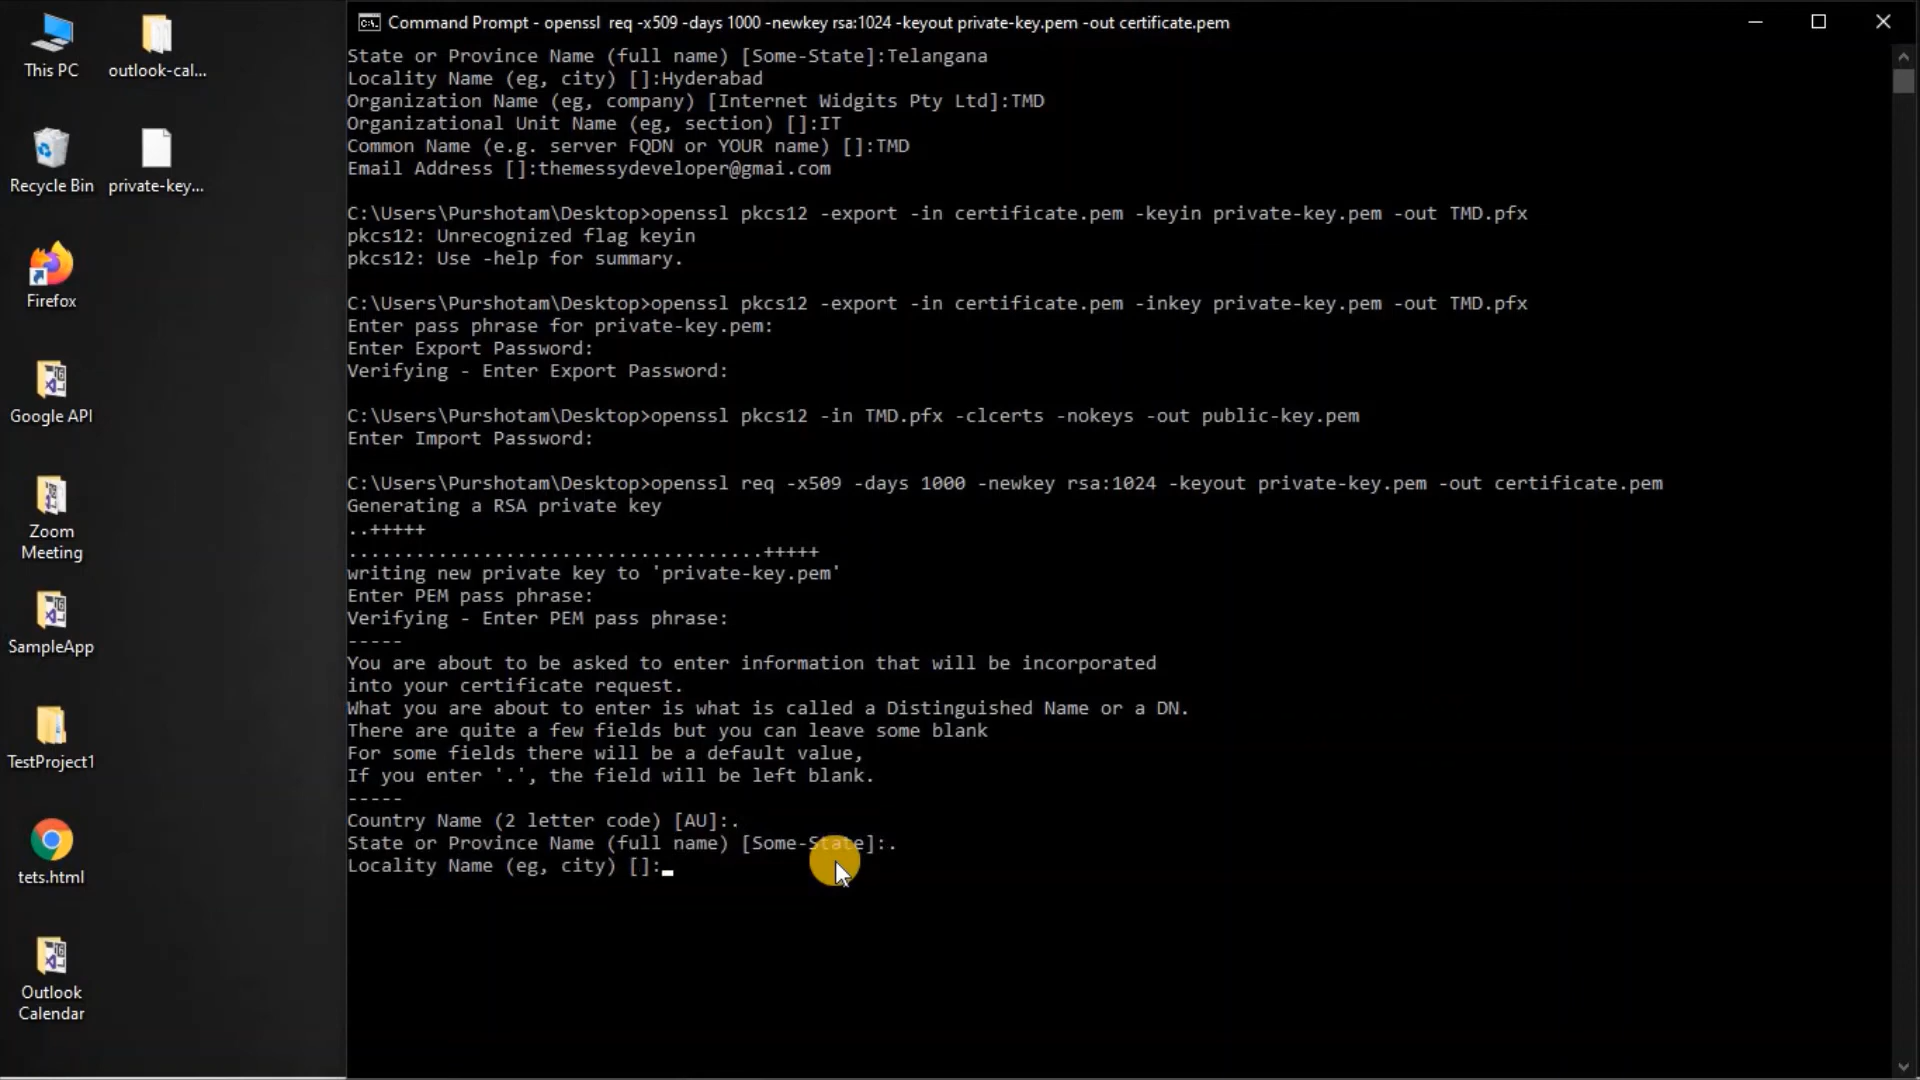 Command Prompt - openssl  req -x509 -days 1000 -newkey rsa:1024 -keyout private-key.pem -out certificate.pem
This PC
outlook-cal...
Recycle Bin
private-key...
Firefox
Google API
Zoom
Meeting
SampleApp
TestProject1
tets.html
Outlook
Calendar
State or Province Name (full name) [Some-State]:Telangana
Locality Name (eg, city) []:Hyderabad
Organization Name (eg, company) [Internet Widgits Pty Ltd]:TMD
Organizational Unit Name (eg, section) []:IT
Common Name (e.g. server FQDN or YOUR name) []:TMD
Email Address []:themessydeveloper@gmai.com
C:\Users\Purshotam\Desktop>openssl pkcs12 -export -in certificate.pem -keyin private-key.pem -out TMD.pfx
pkcs12: Unrecognized flag keyin
pkcs12: Use -help for summary.
C:\Users\Purshotam\Desktop>openssl pkcs12 -export -in certificate.pem -inkey private-key.pem -out TMD.pfx
Enter pass phrase for private-key.pem:
Enter Export Password:
Verifying - Enter Export Password:
C:\Users\Purshotam\Desktop>openssl pkcs12 -in TMD.pfx -clcerts -nokeys -out public-key.pem
Enter Import Password:
C:\Users\Purshotam\Desktop>openssl req -x509 -days 1000 -newkey rsa:1024 -keyout private-key.pem -out certificate.pem
Generating a RSA private key
..+++++
.....................................+++++
writing new private key to 'private-key.pem'
Enter PEM pass phrase:
Verifying - Enter PEM pass phrase:
-----
You are about to be asked to enter information that will be incorporated
into your certificate request.
What you are about to enter is what is called a Distinguished Name or a DN.
There are quite a few fields but you can leave some blank
For some fields there will be a default value,
If you enter '.', the field will be left blank.
-----
Country Name (2 letter code) [AU]:.
State or Province Name (full name) [Some-State]:.
Locality Name (eg, city) []: